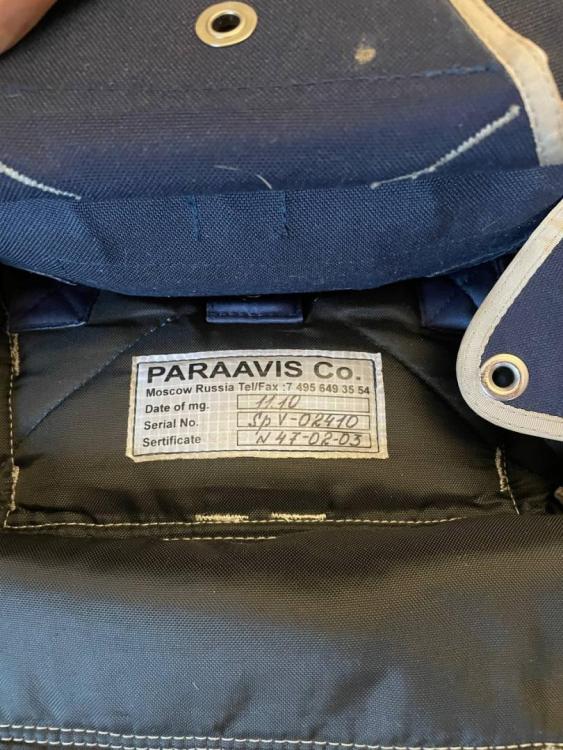 PARAAVIS Co.
Moscow Russia Tel/Fax :7 495 649 35 54
Date of mg. 11.10
Serial No. SpV-02410
Sertificate N 47-02-03